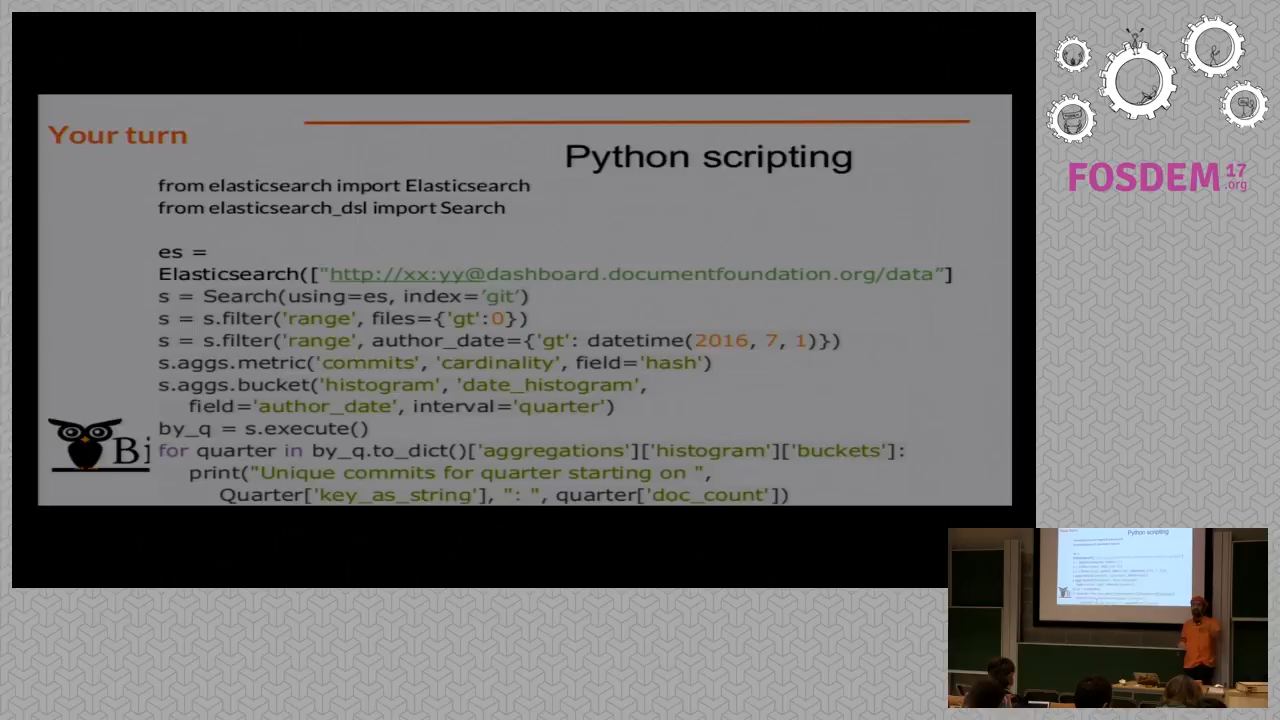 Your turn
Python scripting
from elasticsearch import Elasticsearch
from elasticsearch_dsl import Search
es =
Elasticsearch(["http://xx:yy@dashboard.documentfoundation.org/data”]
s = Search(using=es, index=’git’)
s = s.filter('range', files={'gt':0})
s = s.filter('range', author_date={'gt': datetime(2016, 7, 1)})
s.aggs.metric('commits', 'cardinality', field='hash')
s.aggs.bucket('histogram', 'date_histogram',
field='author_date', interval='quarter')
by_q = s.execute()
for quarter in by_q.to_dict()['aggregations']['histogram']['buckets']:
print("Unique commits for quarter starting on ",
Quarter['key_as_string'], ": ", quarter['doc_count'])
Bi
FOSDEM 17
.org
Python scripting